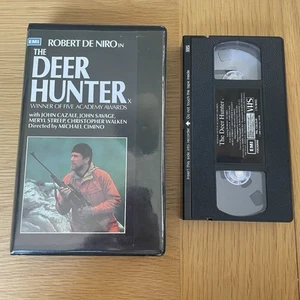 EMI
ROBERT DE NIRO IN
THE
DEER
HUNTER
X
WINNER OF FIVE ACADEMY AWARDS
with JOHN CAZALE, JOHN SAVAGE,
MERYL STREEP, CHRISTOPHER WALKEN
Directed by MICHAEL CIMINO
The Deer Hunter
EMI
VHS